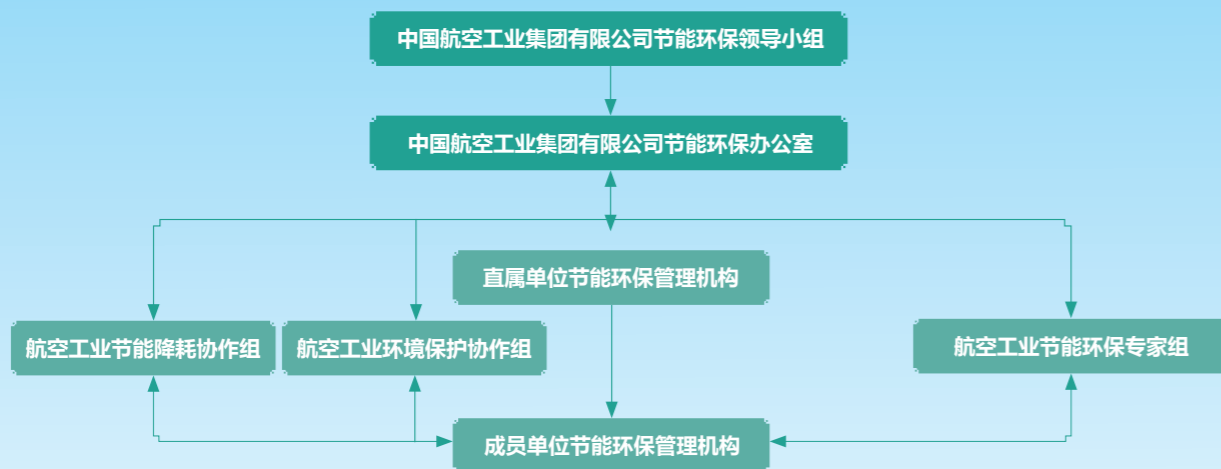 中国航空工业集团有限公司节能环保领导小组
中国航空工业集团有限公司节能环保办公室
直属单位节能环保管理机构
航空工业节能降耗协作组
航空工业环境保护协作组
航空工业节能环保专家组
成员单位节能环保管理机构